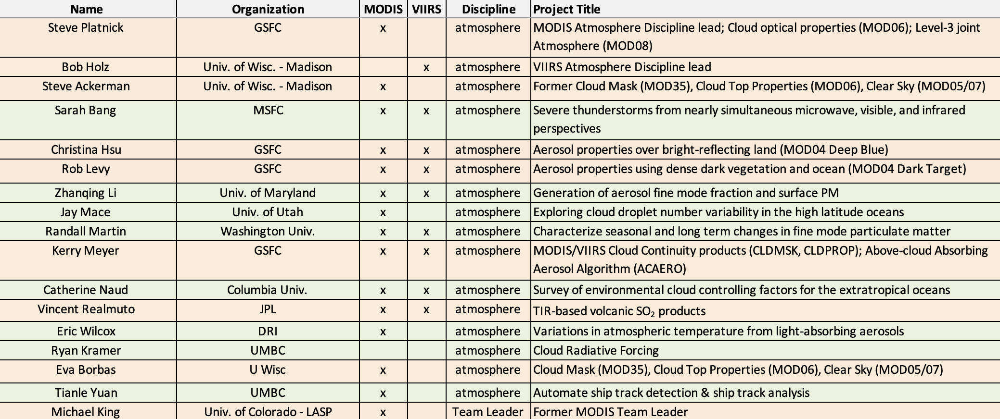 Name Organization MODIS VIIRS Discipline Project Title
Steve Platnick GSFC x atmosphere MODIS Atmosphere Discipline lead; Cloud optical properties (MOD06); Level-3 joint
Atmosphere (MOD08)
Bob Holz Univ. of Wisc. - Madison x atmosphere VIIRS Atmosphere Discipline lead
Steve Ackerman Univ. of Wisc. - Madison x atmosphere Former Cloud Mask (MOD35), Cloud Top Properties (MOD06), Clear Sky (MOD05/07)
Sarah Bang MSFC x x atmosphere Severe thunderstorms from nearly simultaneous microwave, visible, and infrared
perspectives
Christina Hsu GSFC x x atmosphere Aerosol properties over bright-reflecting land (MOD04 Deep Blue)
Rob Levy GSFC x x atmosphere Aerosol properties using dense dark vegetation and ocean (MOD04 Dark Target)
Zhanqing Li Univ. of Maryland x x atmosphere Generation of aerosol fine mode fraction and surface PM
Jay Mace Univ. of Utah x atmosphere Exploring cloud droplet number variability in the high latitude oceans
Randall Martin Washington Univ. x x atmosphere Characterize seasonal and long term changes in fine mode particulate matter
Kerry Meyer GSFC x x atmosphere MODIS/VIIRS Cloud Continuity products (CLDMSK, CLDPROP); Above-cloud Absorbing
Aerosol Algorithm (ACAERO)
Catherine Naud Columbia Univ. x x atmosphere Survey of environmental cloud controlling factors for the extratropical oceans
Vincent Realmuto JPL x x atmosphere TIR-based volcanic SO₂ products
Eric Wilcox DRI x atmosphere Variations in atmospheric temperature from light-absorbing aerosols
Ryan Kramer UMBC atmosphere Cloud Radiative Forcing
Eva Borbas U Wisc x atmosphere Cloud Mask (MOD35), Cloud Top Properties (MOD06), Clear Sky (MOD05/07)
Tianle Yuan UMBC x atmosphere Automate ship track detection & ship track analysis
Michael King Univ. of Colorado - LASP x Team Leader Former MODIS Team Leader